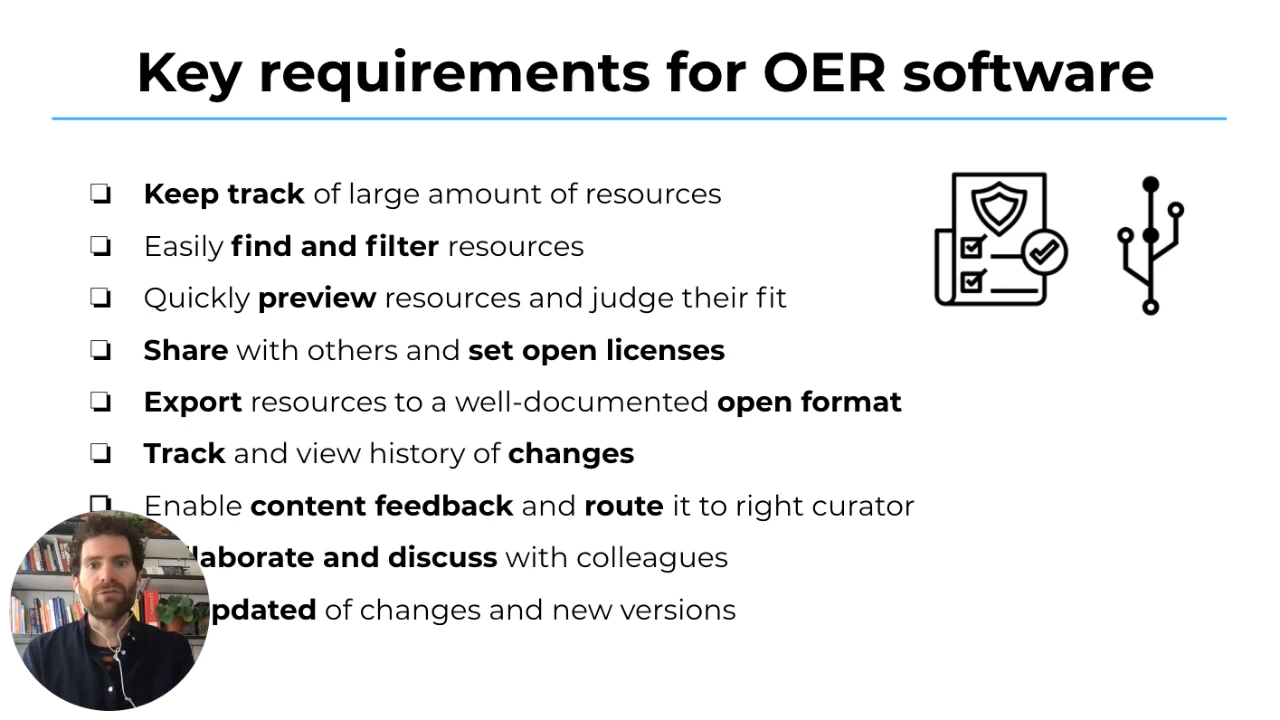 Key requirements for OER software
Keep track of large amount of resources
Easily find and filter resources
Quickly preview resources and judge their fit
Share with others and set open licenses
Export resources to a well-documented open format
Track and view history of changes
Enable content feedback and route it to right curator
and discuss with colleagues
of changes and new versions